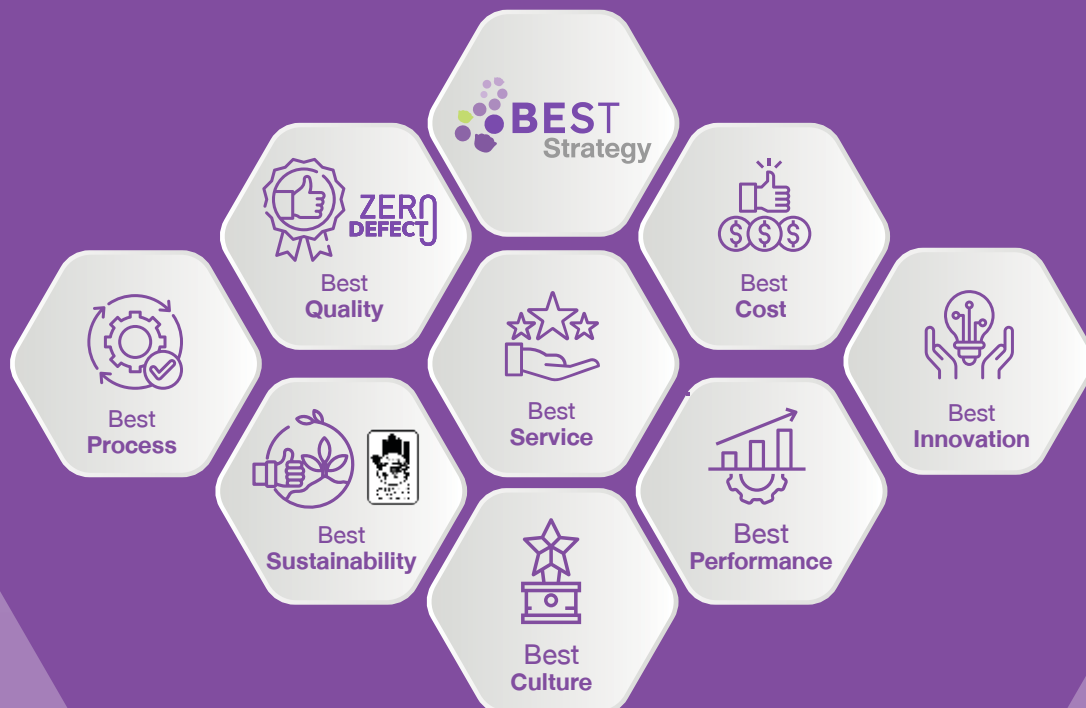 BEST
Strategy
ZERO
DEFECT
Best
Quality
Best
Cost
Best
Process
Best
Service
Best
Innovation
Best
Sustainability
Best
Performance
Best
Culture